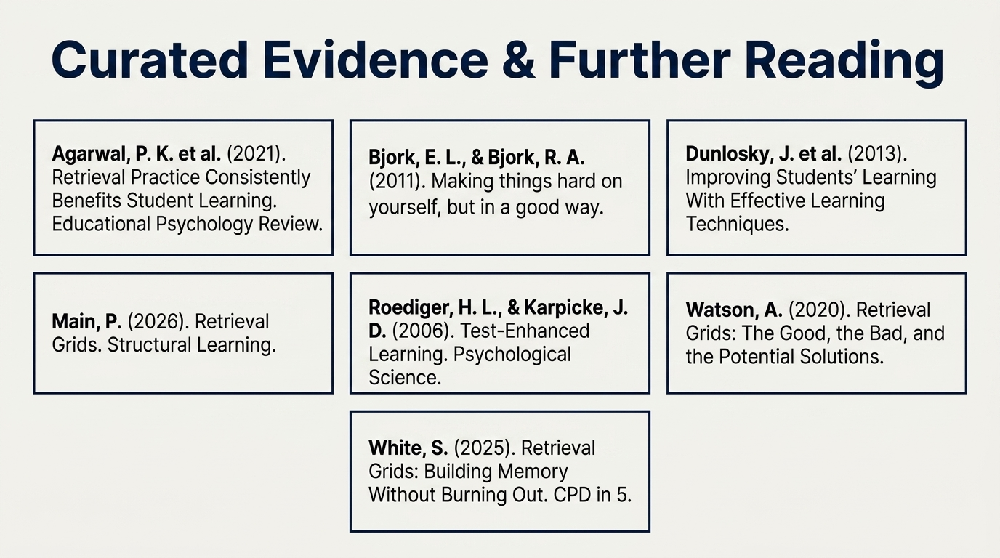 Curated Evidence & Further Reading
Agarwal, P. K. et al. (2021).
Retrieval Practice Consistently
Benefits Student Learning.
Educational Psychology Review.
Bjork, E. L., & Bjork, R. A.
(2011). Making things hard on
yourself, but in a good way.
Dunlosky, J. et al. (2013).
Improving Students’ Learning
With Effective Learning
Techniques.
Main, P. (2026). Retrieval
Grids. Structural Learning.
Roediger, H. L., & Karpicke, J.
D. (2006). Test-Enhanced
Learning. Psychological
Science.
Watson, A. (2020). Retrieval
Grids: The Good, the Bad, and
the Potential Solutions.
White, S. (2025). Retrieval
Grids: Building Memory
Without Burning Out. CPD in 5.